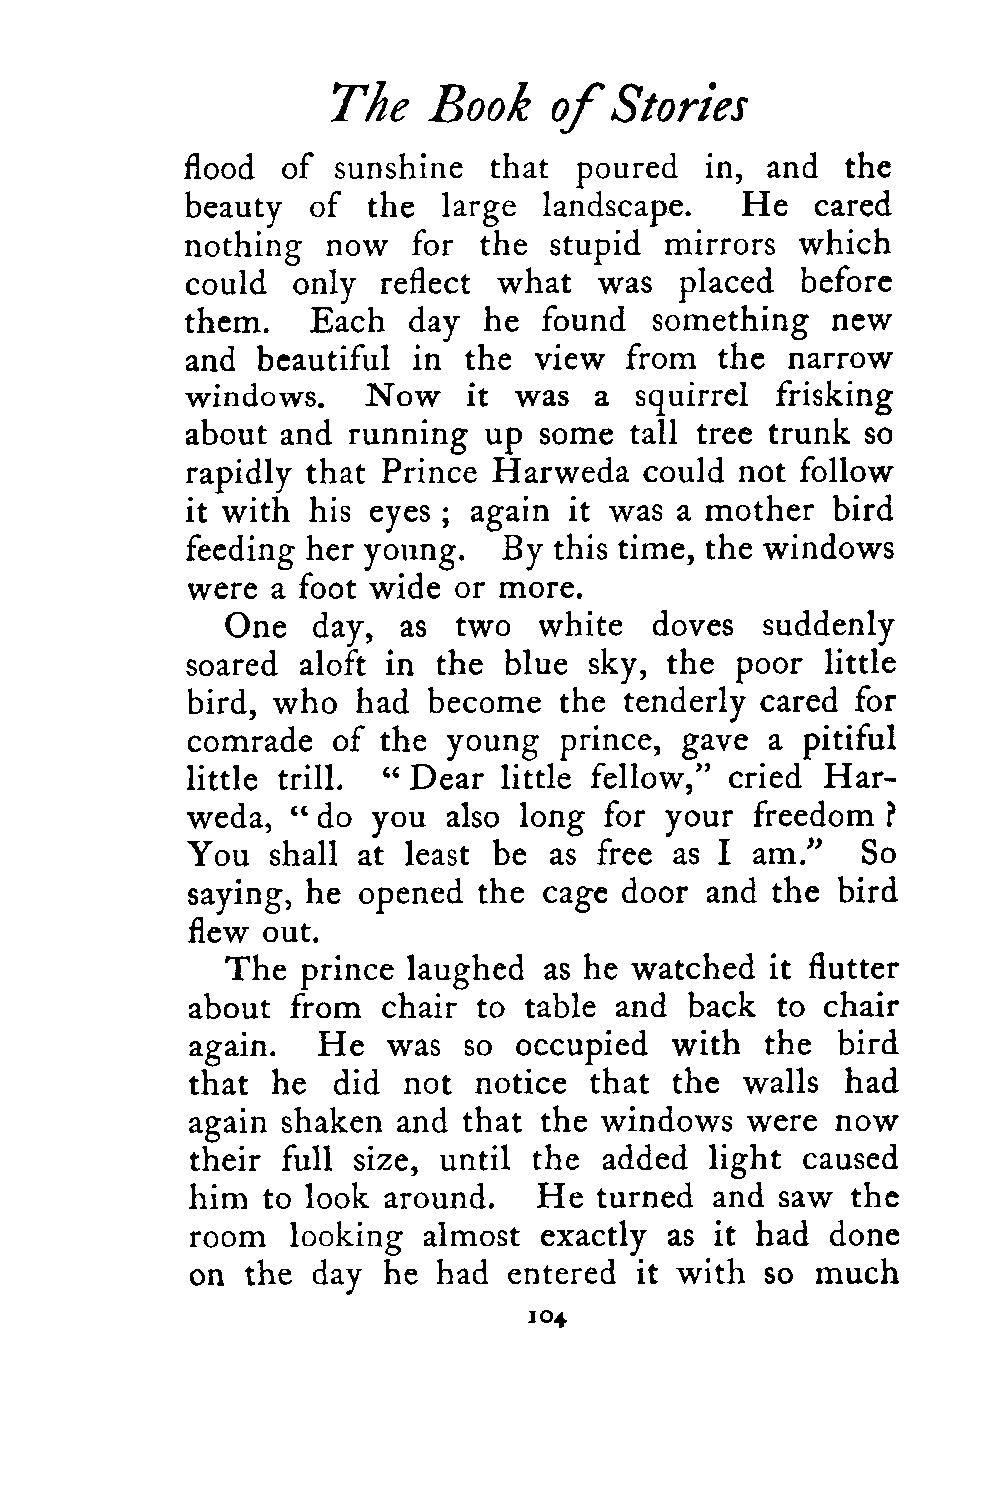 The Book of Stories
flood of sunshine that poured in, and the
beauty of the large landscape. He cared
nothing now for the stupid mirrors which
could only reflect what was placed before
them. Each day he found something new
and beautiful in the view from the narrow
windows. Now it was a squirrel frisking
about and running up some tall tree trunk so
rapidly that Prince Harweda could not follow
it with his eyes ; again it was a mother bird
feeding her young. By this time, the windows
were a foot wide or more.
One day, as two white doves suddenly
soared aloft in the blue sky, the poor little
bird, who had become the tenderly cared for
comrade of the young prince, gave a pitiful
little trill. “ Dear little fellow,” cried Har-
weda, “ do you also long for your freedom ?
You shall at least be as free as I am.” So
saying, he opened the cage door and the bird
flew out.
The prince laughed as he watched it flutter
about from chair to table and back to chair
again. He was so occupied with the bird
that he did not notice that the walls had
again shaken and that the windows were now
their full size, until the added light caused
him to look around. He turned and saw the
room looking almost exactly as it had done
on the day he had entered it with so much
104